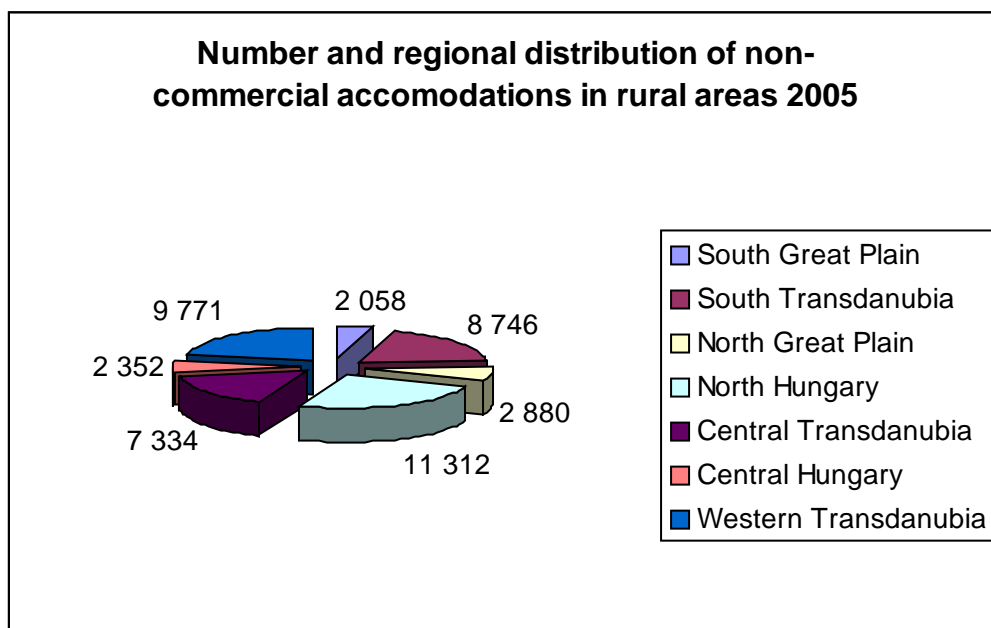 Number and regional distribution of non-
commercial accomodations in rural areas 2005
2 058
8 746
2 880
11 312
7 334
2 352
9 771
South Great Plain
South Transdanubia
North Great Plain
North Hungary
Central Transdanubia
Central Hungary
Western Transdanubia